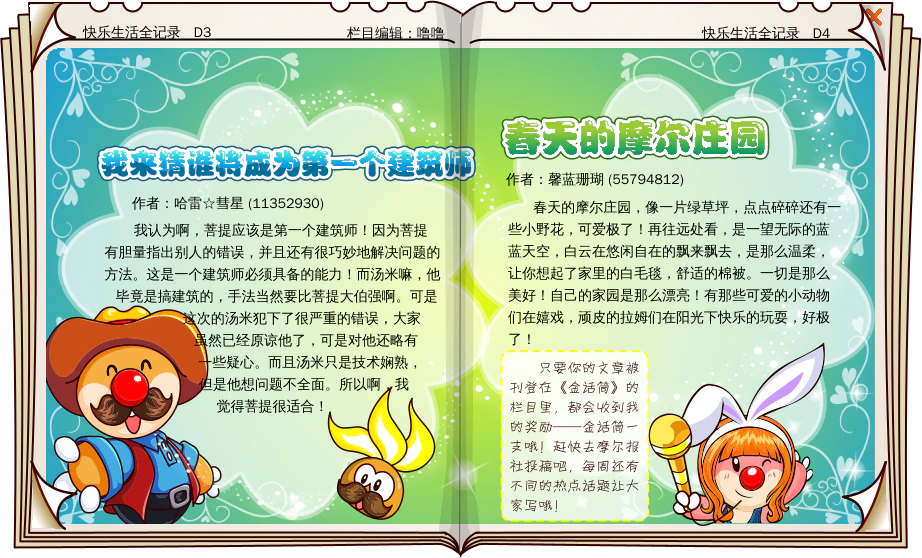 快乐生活全记录 D3
栏目编辑：噜噜
我来猜谁将成为第一个建筑师
作者：哈雷☆彗星 (11352930)
我认为啊，菩提应该是第一个建筑师！因为菩提
有胆量指出别人的错误，并且还有很巧妙地解决问题的
方法。这是一个建筑师必须具备的能力！而汤米嘛，他
毕竟是搞建筑的，手法当然要比菩提大伯强啊。可是
这次的汤米犯下了很严重的错误，大家
虽然已经原谅他了，可是对他还略有
一些疑心。而且汤米只是技术娴熟，
但是他想问题不全面。所以啊，我
觉得菩提很适合！
快乐生活全记录 D4
春天的摩尔庄园
作者：馨蓝珊瑚 (55794812)
春天的摩尔庄园，像一片绿草坪，点点碎碎还有一
些小野花，可爱极了！再往远处看，是一望无际的蓝
蓝天空，白云在悠闲自在的飘来飘去，是那么温柔，
让你想起了家里的白毛毯，舒适的棉被。一切是那么
美好！自己的家园是那么漂亮！有那些可爱的小动物
们在嬉戏，顽皮的拉姆们在阳光下快乐的玩耍，好极
了！
只要你的文章被
刊登在《金话筒》的
栏目里，都会收到我
的奖励——金话筒一
支哦！赶快去摩尔报
社投稿吧，每周还有
不同的热点话题让大
家写哦！